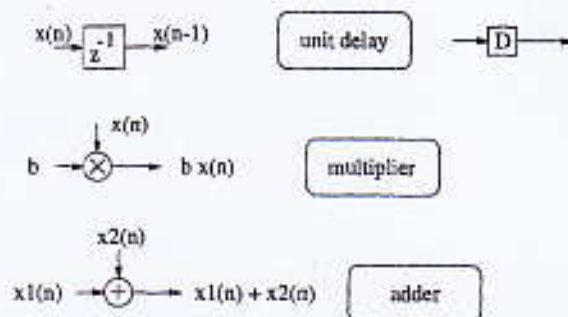 x(n) z^-1 x(n-1) unit delay D
x(n)
b b x(n) multiplier
x2(n)
x1(n) x1(n) + x2(n) adder